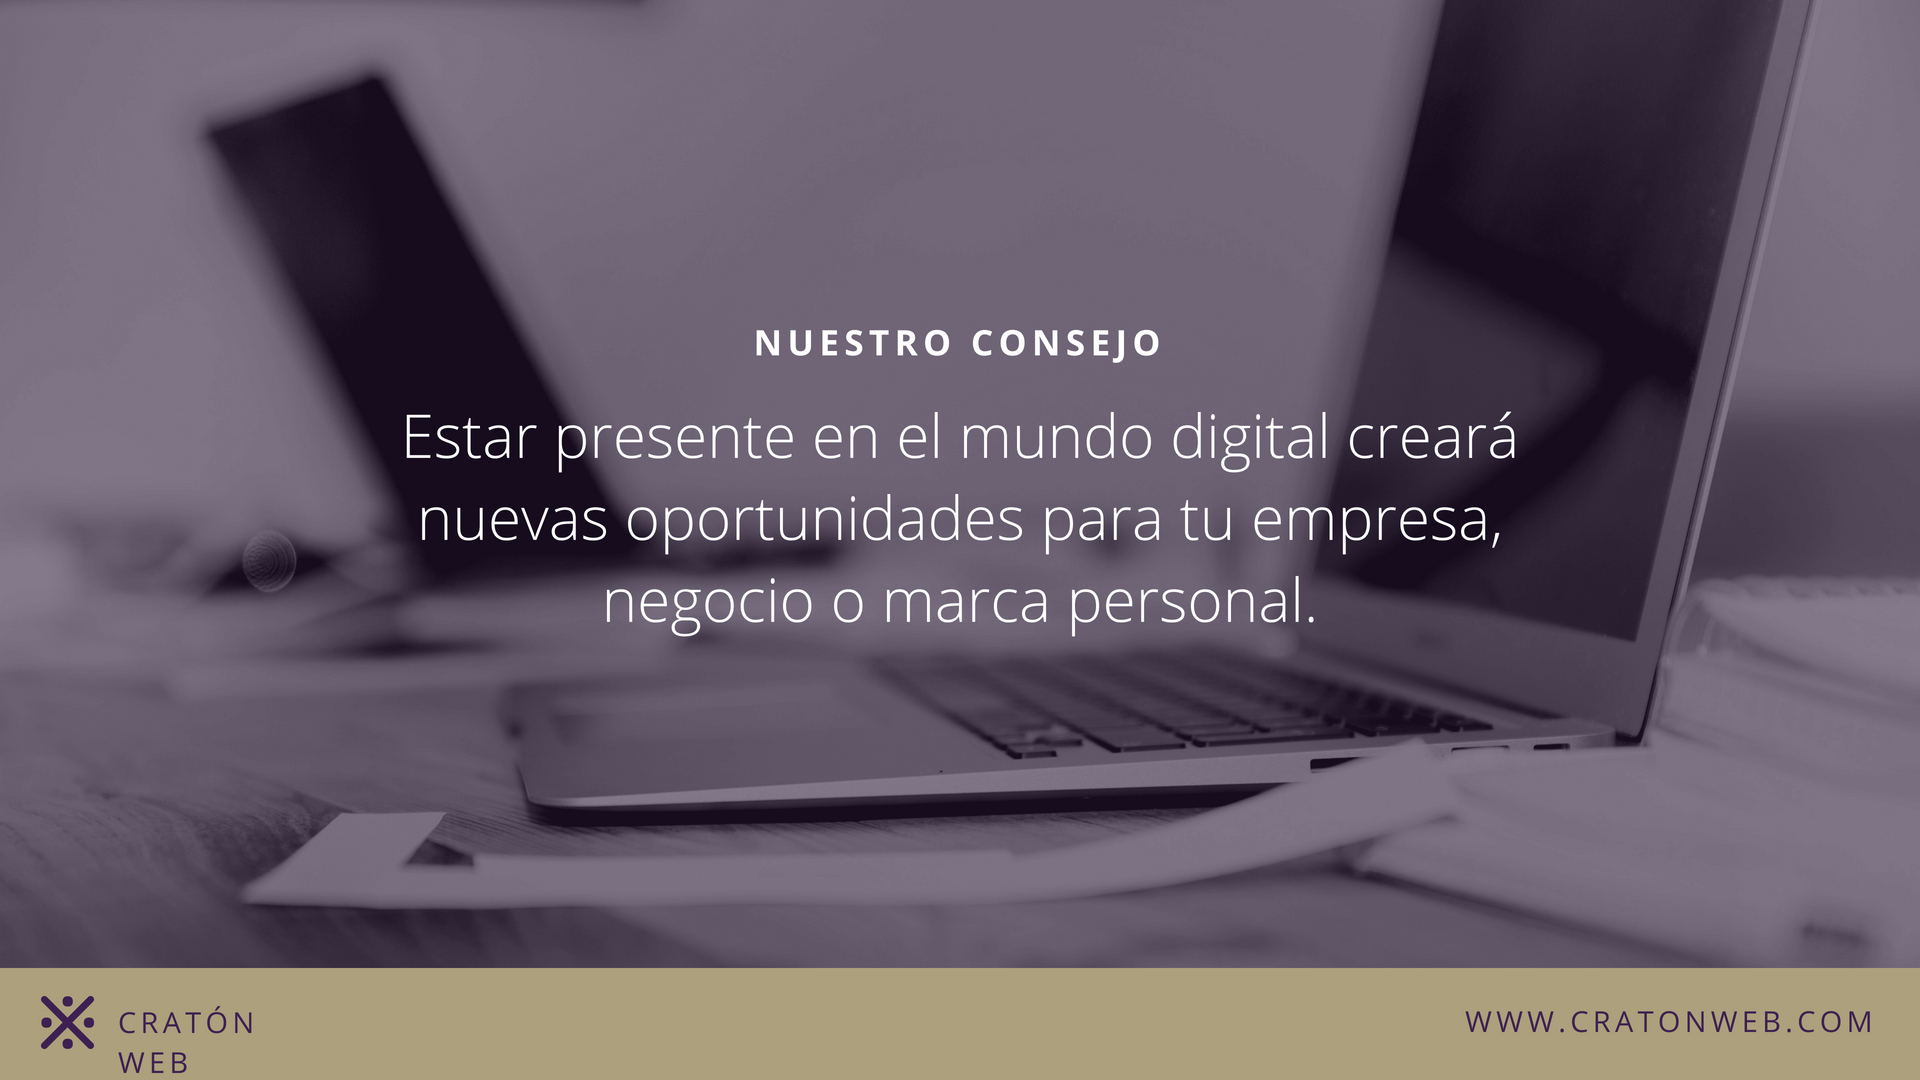 NUESTRO CONSEJO
Estar presente en el mundo digital creará
nuevas oportunidades para tu empresa,
negocio o marca personal.
CRATÓN
WEB
WWW.CRATONWEB.COM